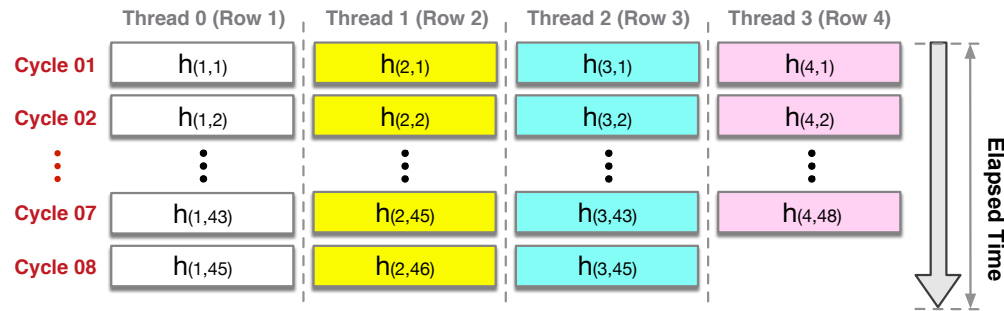 Thread 0 (Row 1) Thread 1 (Row 2) Thread 2 (Row 3) Thread 3 (Row 4)
Cycle 01 h(1,1) h(2,1) h(3,1) h(4,1)
Cycle 02 h(1,2) h(2,2) h(3,2) h(4,2)
Cycle 07 h(1,43) h(2,45) h(3,43) h(4,48)
Cycle 08 h(1,45) h(2,46) h(3,45)
Elapsed Time